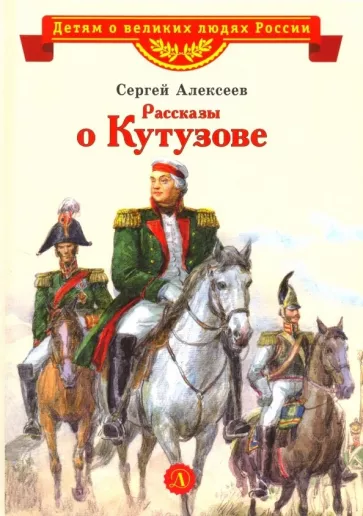 Детям о великих людях России
Сергей Алексеев
Рассказы
о Кутузове
Д